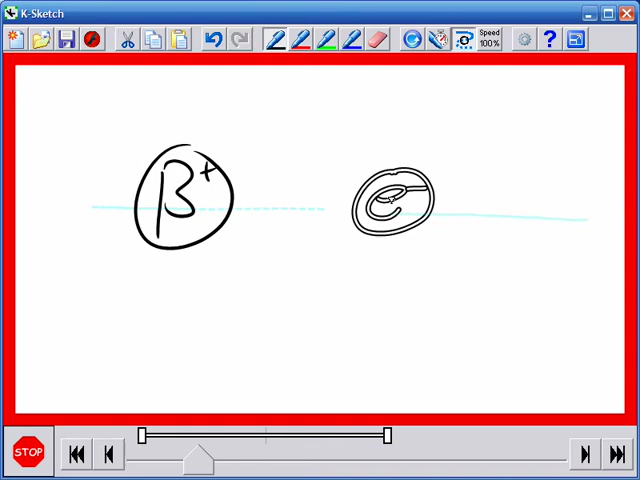 K-Sketch
Speed
100%
β+
e-
STOP